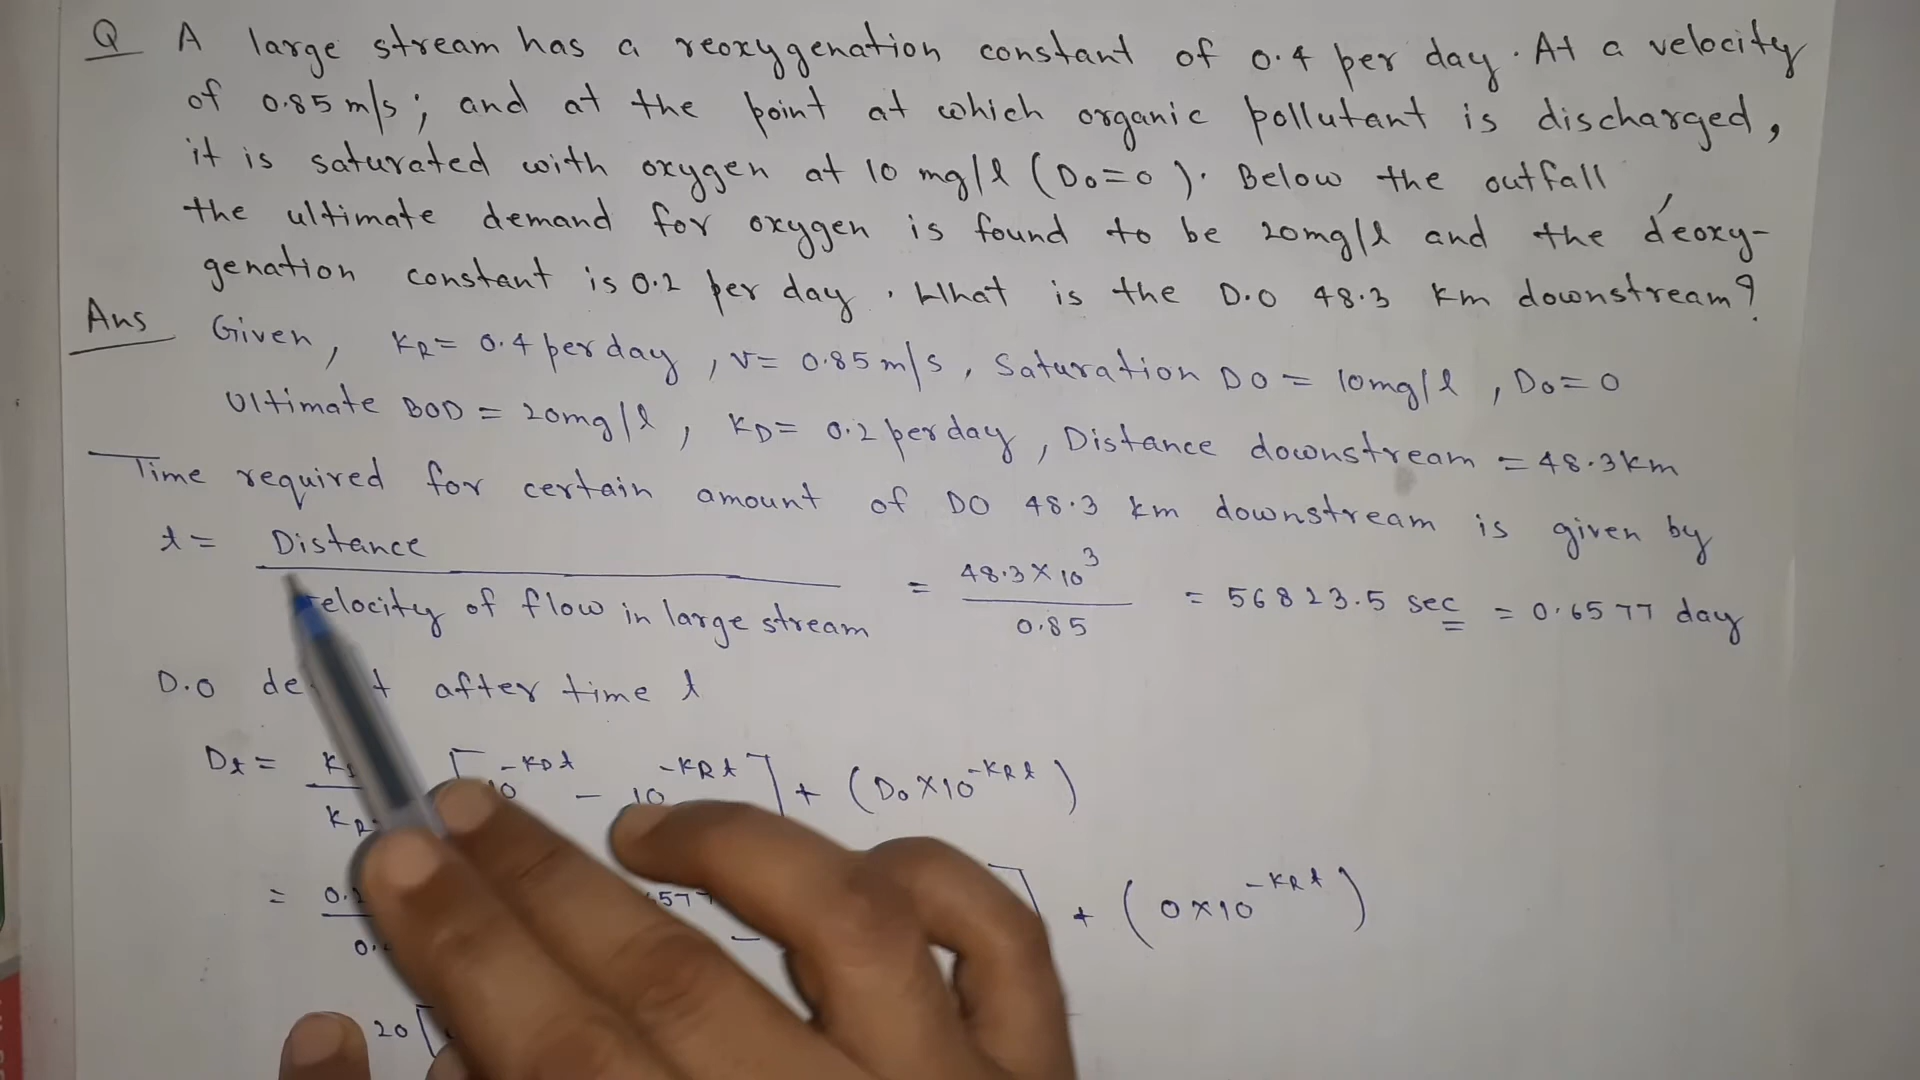 Q A large stream has a reoxygenation constant of 0.4 per day. At a velocity
of 0.85 m/s; and at the point at which organic pollutant is discharged,
it is saturated with oxygen at 10 mg/l (Do=0). Below the outfall
the ultimate demand for oxygen is found to be 20mg/l and the deoxy-
genation constant is 0.2 per day. What is the D.O 48.3 km downstream?
Ans Given, KR= 0.4 per day, v= 0.85 m/s, Saturation DO = 10mg/l, Do=0
Ultimate BOD = 20mg/l, KD= 0.2 per day, Distance downstream = 48.3km
Time required for certain amount of DO 48.3 km downstream is given by
t = Distance / velocity of flow in large stream = 48.3×10³ / 0.85 = 56823.5 sec = 0.6577 day
D.O after time t
Dt = [10^-KDt - 10^-KRt] + (Do×10^-KRt)
= + (0×10^-KRt)
20 [